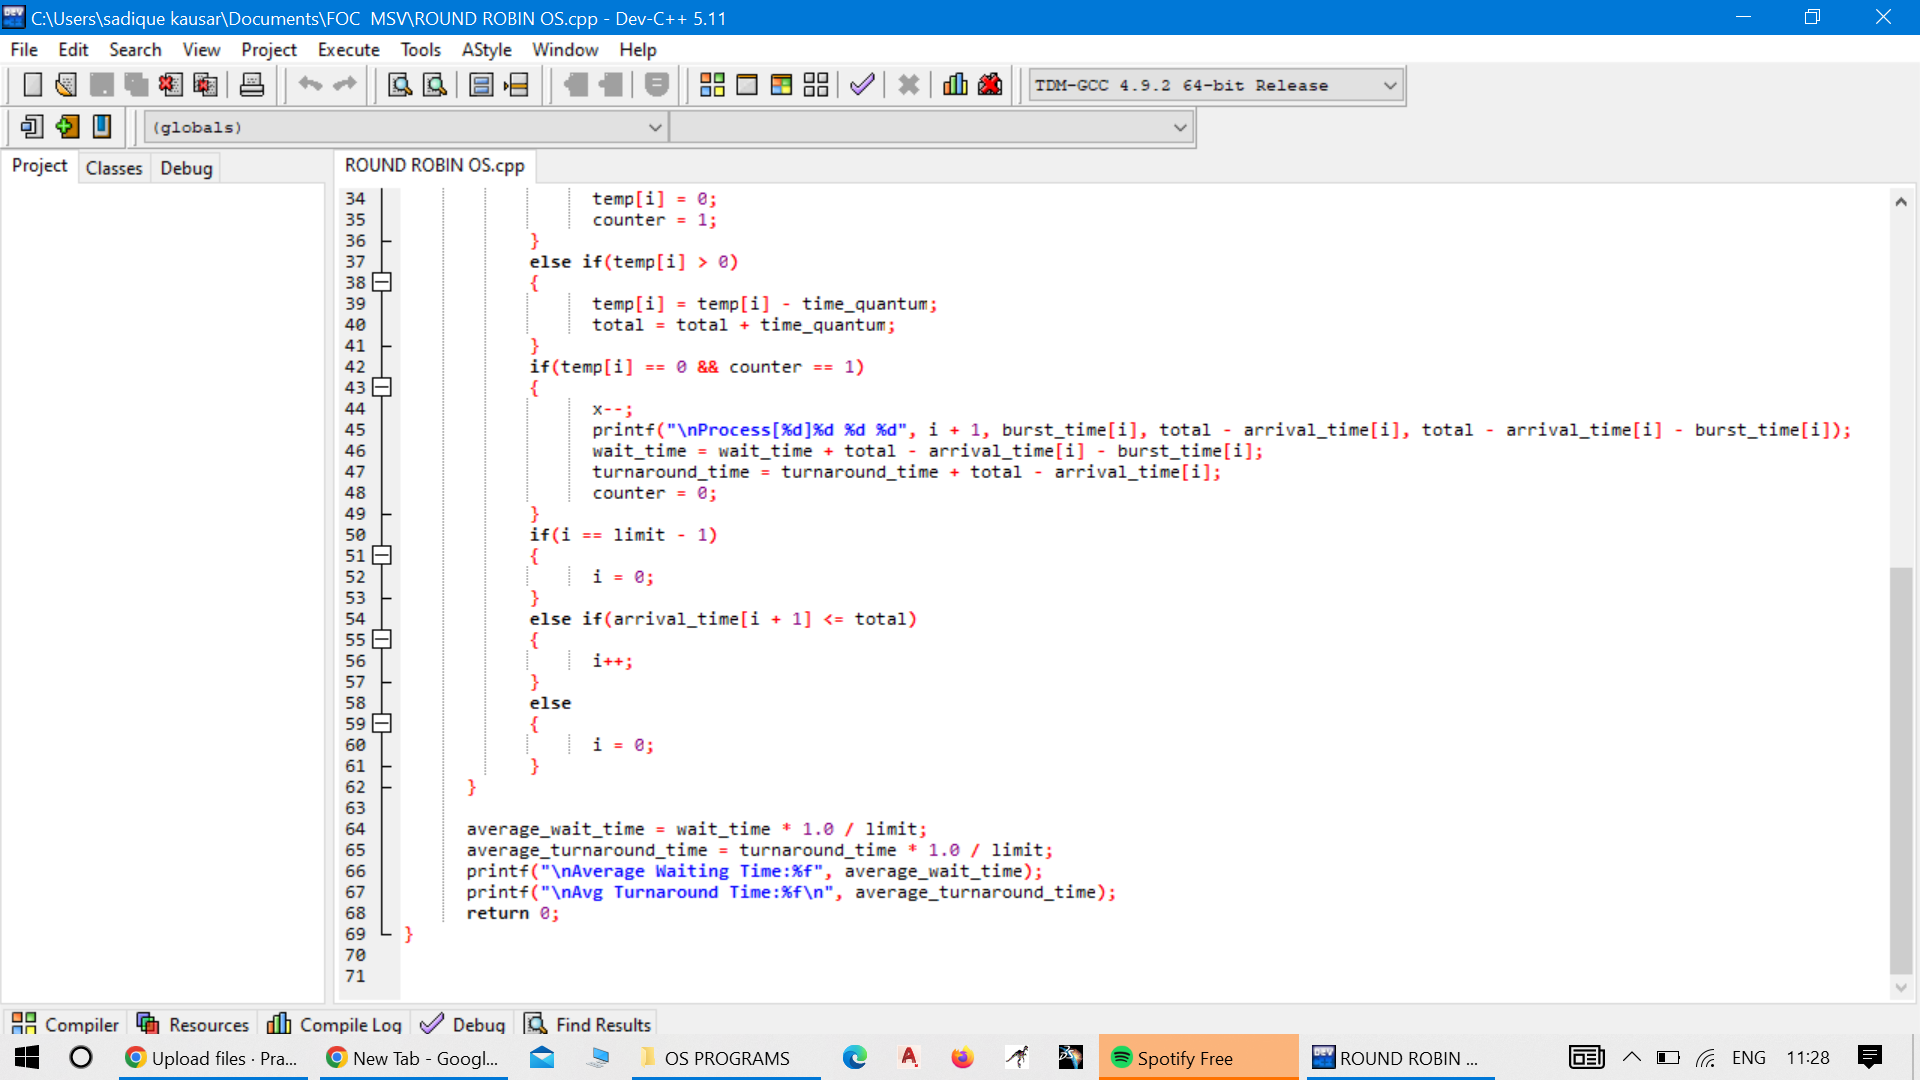 C:\Users\sadique kausar\Documents\FOC  MSV\ROUND ROBIN OS.cpp - Dev-C++ 5.11
File Edit Search View Project Execute Tools AStyle Window Help
TDM-GCC 4.9.2 64-bit Release
(globals)
Project Classes Debug
ROUND ROBIN OS.cpp
34 temp[i] = 0;
35 counter = 1;
36 }
37 else if(temp[i] > 0)
38 {
39 temp[i] = temp[i] - time_quantum;
40 total = total + time_quantum;
41 }
42 if(temp[i] == 0 && counter == 1)
43 {
44 x--;
45 printf("\nProcess[%d]%d %d %d", i + 1, burst_time[i], total - arrival_time[i], total - arrival_time[i] - burst_time[i]);
46 wait_time = wait_time + total - arrival_time[i] - burst_time[i];
47 turnaround_time = turnaround_time + total - arrival_time[i];
48 counter = 0;
49 }
50 if(i == limit - 1)
51 {
52 i = 0;
53 }
54 else if(arrival_time[i + 1] <= total)
55 {
56 i++;
57 }
58 else
59 {
60 i = 0;
61 }
62 }
63
64 average_wait_time = wait_time * 1.0 / limit;
65 average_turnaround_time = turnaround_time * 1.0 / limit;
66 printf("\nAverage Waiting Time:%f", average_wait_time);
67 printf("\nAvg Turnaround Time:%f\n", average_turnaround_time);
68 return 0;
69 }
70
71
Compiler Resources Compile Log Debug Find Results
Upload files · Pra... New Tab - Googl... OS PROGRAMS Spotify Free ROUND ROBIN ... ENG 11:28